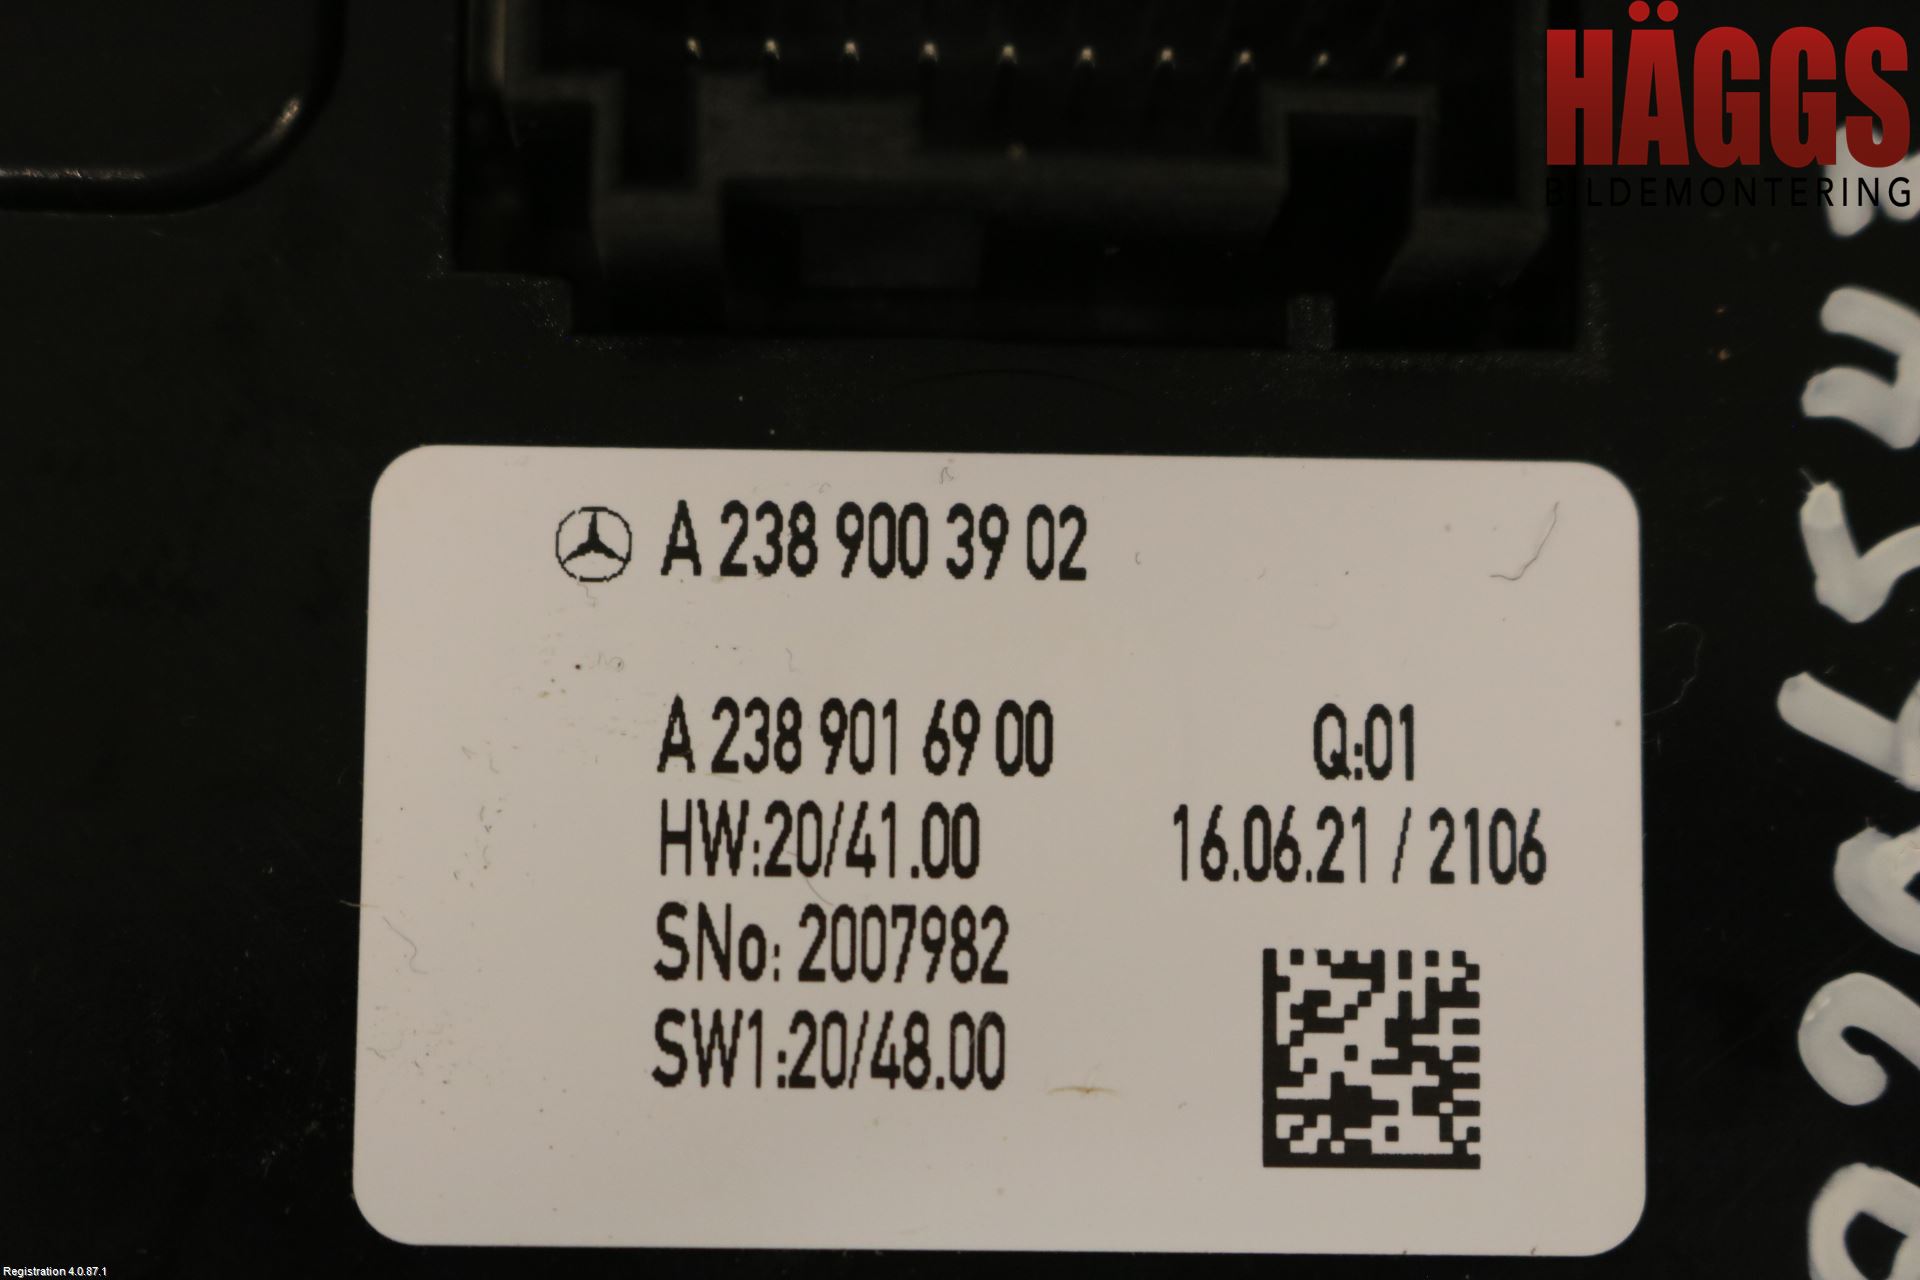 HÄGGS
BILDEMONTERING
A 238 900 39 02
A 238 901 69 00
Q:01
HW:20/41.00
16.06.21 / 2106
SNo: 2007982
SW1:20/48.00
Registration 4.0.87.1